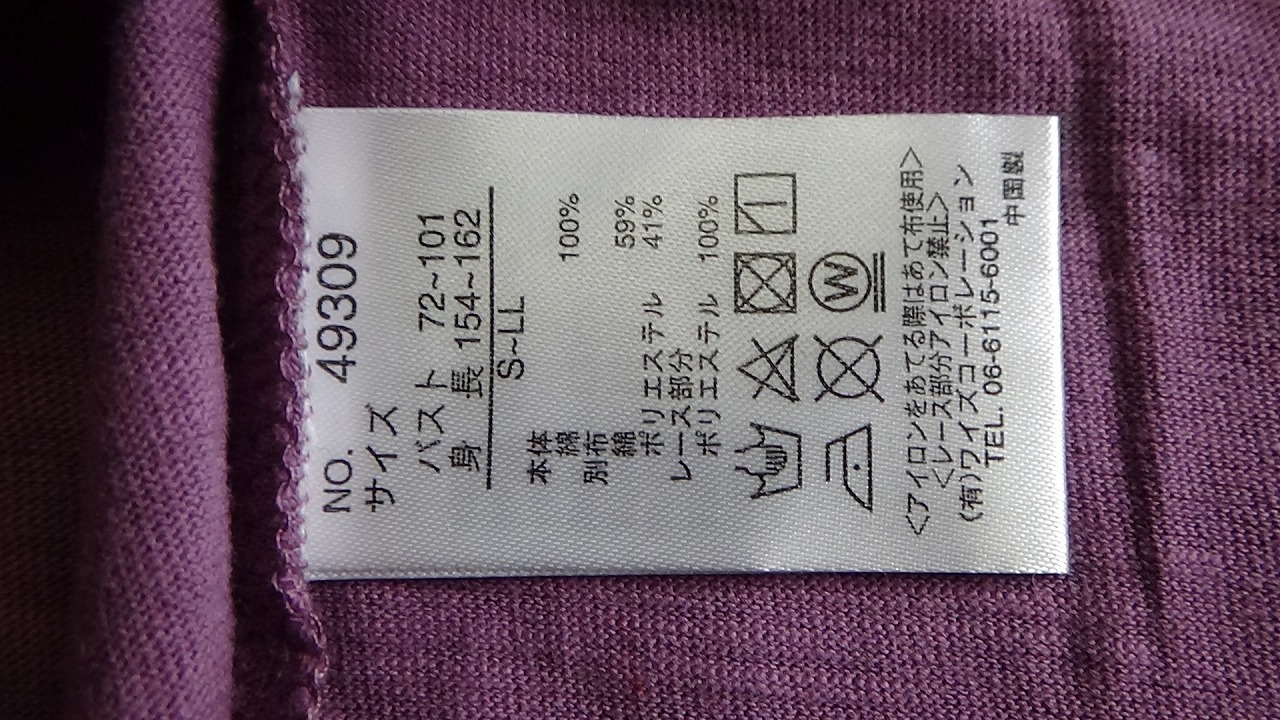 NO. 49309
サイズ
バスト 72~101
身長 154~162
S~LL
本体
綿 100%
別布
綿 59%
ポリエステル 41%
レース部分
ポリエステル 100%
W
<アイロンをあてる際はあて布使用>
<レース部分アイロン禁止>
(有)ワイズコーポレーション
TEL. 06-6115-6001
中国製